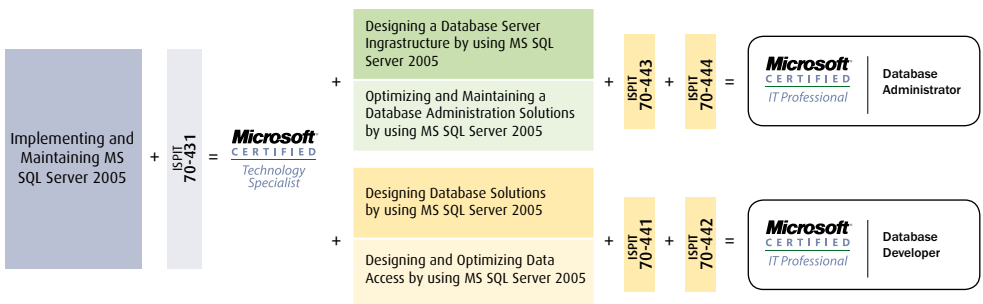 Implementing and
Maintaining MS
SQL Server 2005
+
ISPIT
70-431
=
Microsoft
CERTIFIED
Technology
Specialist
+
Designing a Database Server
Ingrastructure by using MS SQL
Server 2005
Optimizing and Maintaining a
Database Administration Solutions
by using MS SQL Server 2005
+
ISPIT
70-443
+
ISPIT
70-444
=
Microsoft
CERTIFIED
IT Professional
Database
Administrator
+
Designing Database Solutions
by using MS SQL Server 2005
Designing and Optimizing Data
Access by using MS SQL Server 2005
+
ISPIT
70-441
+
ISPIT
70-442
=
Microsoft
CERTIFIED
IT Professional
Database
Developer